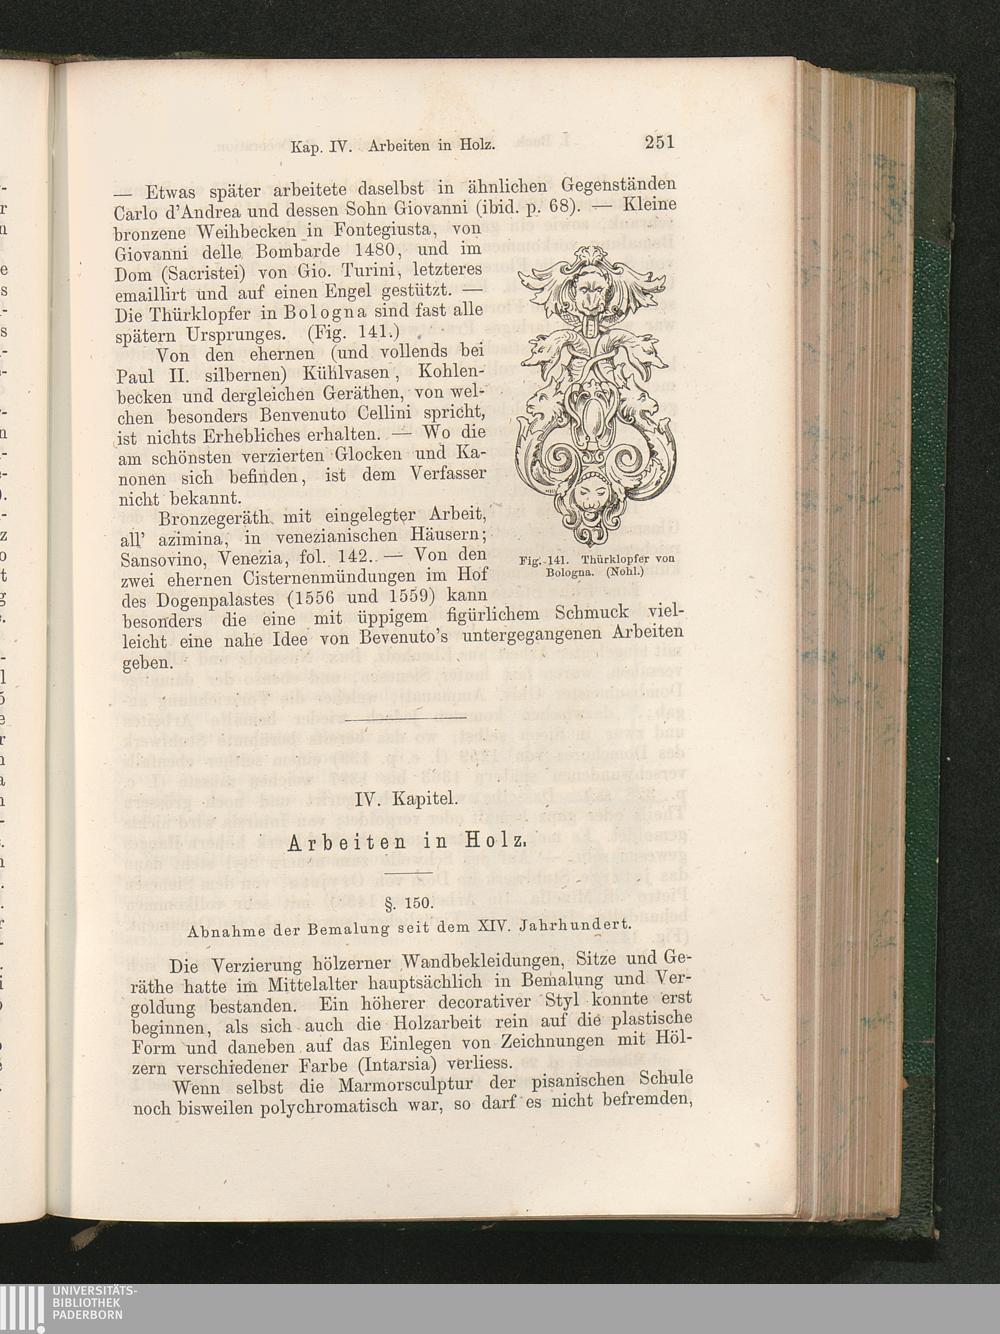 Kap. IV. Arbeiten in Holz. 251
— Etwas später arbeitete daselbst in ähnlichen Gegenständen
Carlo d'Andrea und dessen Sohn Giovanni (ibid. p. 68). — Kleine
bronzene Weihbecken in Fontegiusta, von
Giovanni delle Bombarde 1480, und im
Dom (Sacristei) von Gio. Turini, letzteres
emaillirt und auf einen Engel gestützt. —
Die Thürklopfer in Bologna sind fast alle
spätern Ursprunges. (Fig. 141.)
Von den ehernen (und vollends bei
Paul II. silbernen) Kühlvasen, Kohlen-
becken und dergleichen Geräthen, von wel-
chen besonders Benvenuto Cellini spricht,
ist nichts Erhebliches erhalten. — Wo die
am schönsten verzierten Glocken und Ka-
nonen sich befinden, ist dem Verfasser
nicht bekannt.
Bronzegeräth mit eingelegter Arbeit,
all' azimina, in venezianischen Häusern;
Sansovino, Venezia, fol. 142. — Von den
zwei ehernen Cisternenmündungen im Hof
des Dogenpalastes (1556 und 1559) kann
besonders die eine mit üppigem figürlichem Schmuck viel-
leicht eine nahe Idee von Bevenuto's untergegangenen Arbeiten
geben.
Fig. 141. Thürklopfer von
Bologna. (Nohl.)
IV. Kapitel.
Arbeiten in Holz.
§. 150.
Abnahme der Bemalung seit dem XIV. Jahrhundert.
Die Verzierung hölzerner Wandbekleidungen, Sitze und Ge-
räthe hatte im Mittelalter hauptsächlich in Bemalung und Ver-
goldung bestanden. Ein höherer decorativer Styl konnte erst
beginnen, als sich auch die Holzarbeit rein auf die plastische
Form und daneben auf das Einlegen von Zeichnungen mit Höl-
zern verschiedener Farbe (Intarsia) verliess.
Wenn selbst die Marmorsculptur der pisanischen Schule
noch bisweilen polychromatisch war, so darf es nicht befremden,
UNIVERSITÄTS-
BIBLIOTHEK
PADERBORN